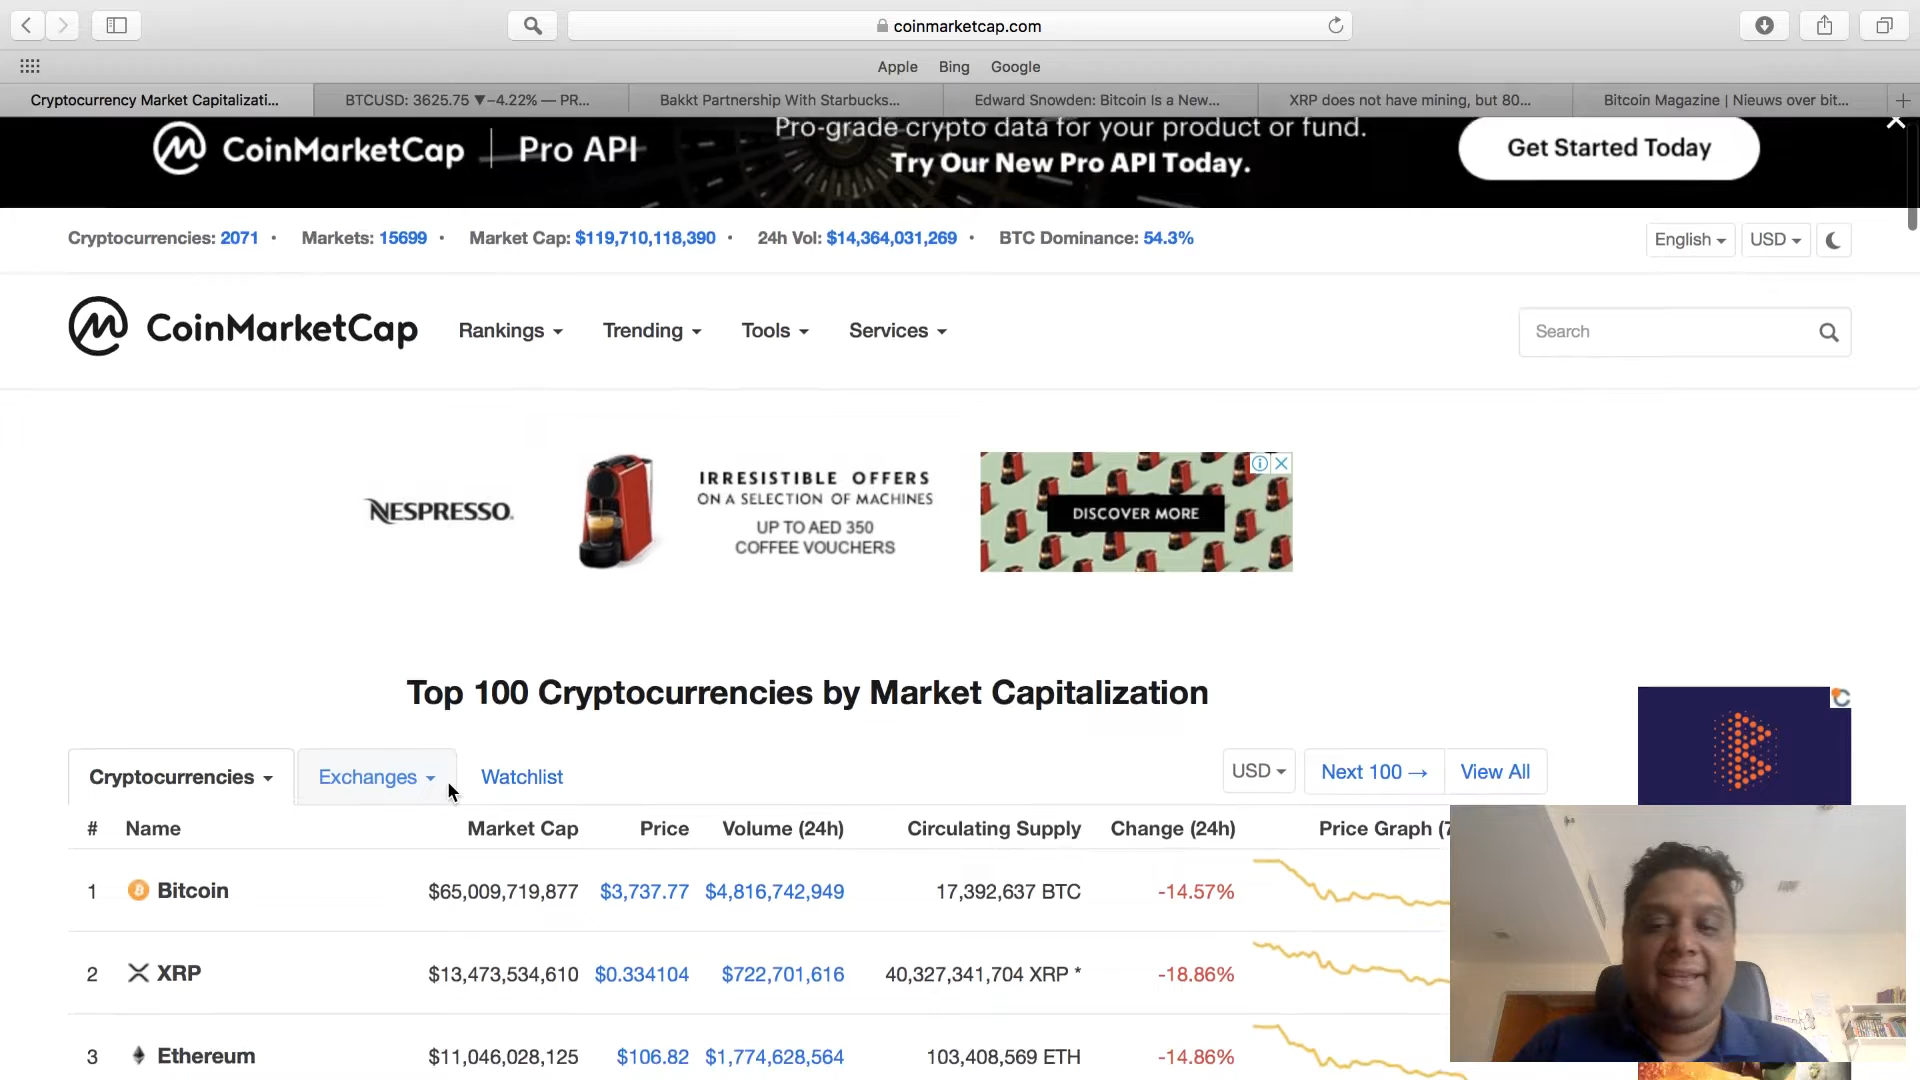 coinmarketcap.com
Apple Bing Google
Cryptocurrency Market Capitalizati...
BTCUSD: 3625.75 ▼−4.22% — PR...
Bakkt Partnership With Starbucks...
Edward Snowden: Bitcoin Is a New...
XRP does not have mining, but 80...
Bitcoin Magazine | Nieuws over bit...
CoinMarketCap | Pro API
Pro-grade crypto data for your product or fund.
Try Our New Pro API Today.
Get Started Today
Cryptocurrencies: 2071 • Markets: 15699 • Market Cap: $119,710,118,390 • 24h Vol: $14,364,031,269 • BTC Dominance: 54.3%
English USD
CoinMarketCap
Rankings Trending Tools Services
Search
NESPRESSO.
IRRESISTIBLE OFFERS
ON A SELECTION OF MACHINES
UP TO AED 350
COFFEE VOUCHERS
DISCOVER MORE
Top 100 Cryptocurrencies by Market Capitalization
Cryptocurrencies Exchanges Watchlist
USD Next 100 → View All
# Name Market Cap Price Volume (24h) Circulating Supply Change (24h) Price Graph (7
1 Bitcoin $65,009,719,877 $3,737.77 $4,816,742,949 17,392,637 BTC -14.57%
2 XRP $13,473,534,610 $0.334104 $722,701,616 40,327,341,704 XRP * -18.86%
3 Ethereum $11,046,028,125 $106.82 $1,774,628,564 103,408,569 ETH -14.86%